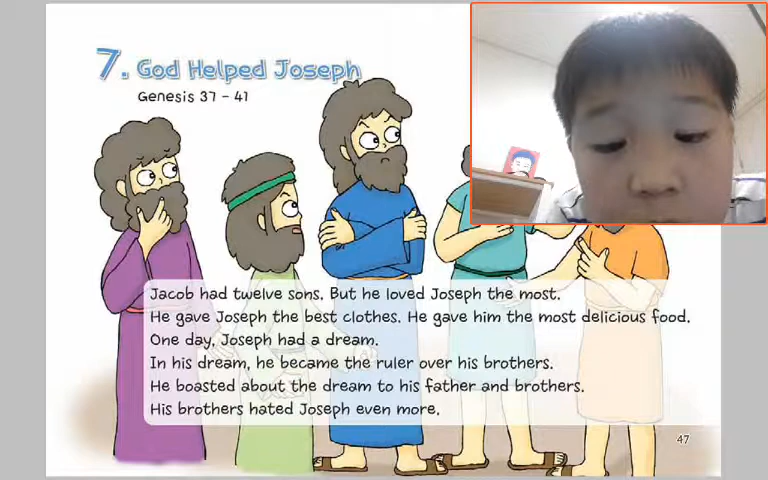 7. God Helped Joseph
Genesis 37 - 41
Jacob had twelve sons. But he loved Joseph the most.
He gave Joseph the best clothes. He gave him the most delicious food.
One day, Joseph had a dream.
In his dream, he became the ruler over his brothers.
He boasted about the dream to his father and brothers.
His brothers hated Joseph even more.
47